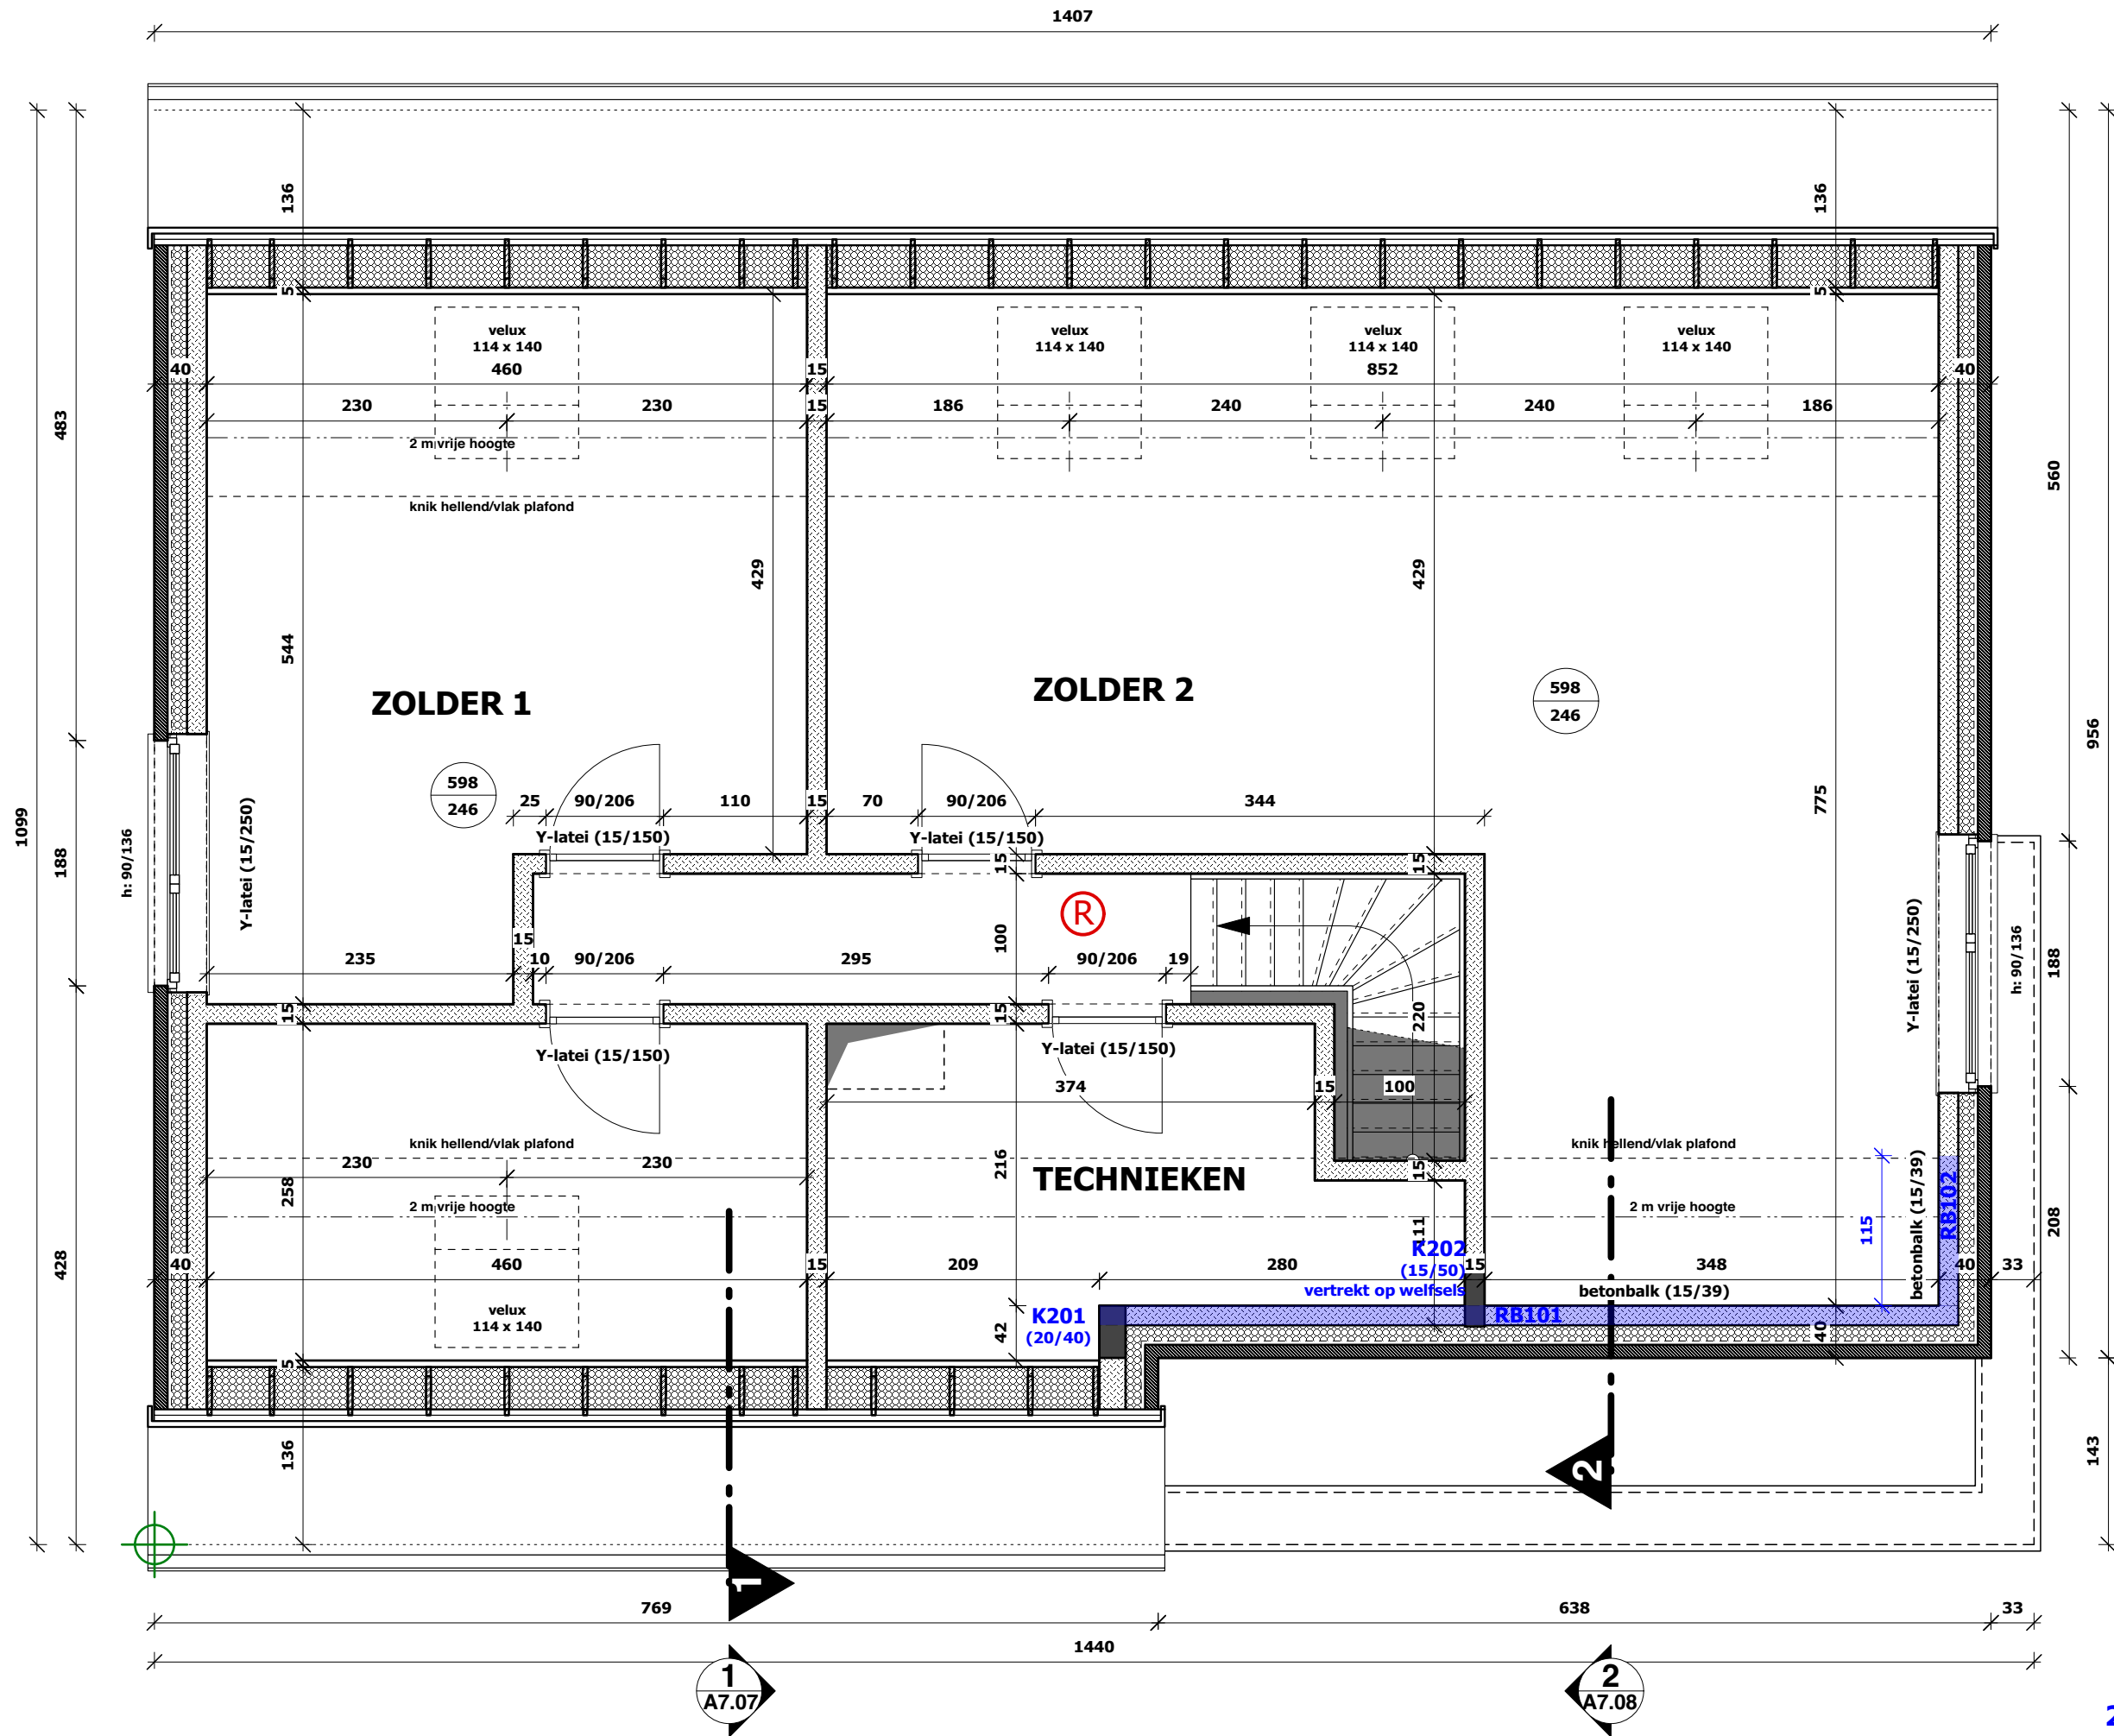 1407
136
136
5
5
velux
114 x 140
velux
114 x 140
velux
114 x 140
velux
114 x 140
40
460
15
852
40
230
230
15
186
240
240
186
2 m vrije hoogte
knik hellend/vlak plafond
483
560
429
429
544
956
1099
775
ZOLDER 1
ZOLDER 2
598
246
598
246
25
90/206
110
15
70
90/206
344
Y-latei (15/150)
Y-latei (15/150)
15
15
188
h: 90/136
Y-latei (15/250)
®
100
Y-latei (15/250)
h: 90/136
188
235
15
10
90/206
295
90/206
19
15
15
220
Y-latei (15/150)
Y-latei (15/150)
374
15
100
knik hellend/vlak plafond
knik hellend/vlak plafond
230
230
216
TECHNIEKEN
15
258
2 m vrije hoogte
2 m vrije hoogte
111
115
betonbalk (15/39)
RB102
208
428
40
460
15
209
280
K202
(15/50)
vertrekt op welfsels
15
348
betonbalk (15/39)
40
33
velux
114 x 140
42
K201
(20/40)
RB101
40
5
136
143
2
1
769
638
33
1440
1
A7.07
2
A7.08